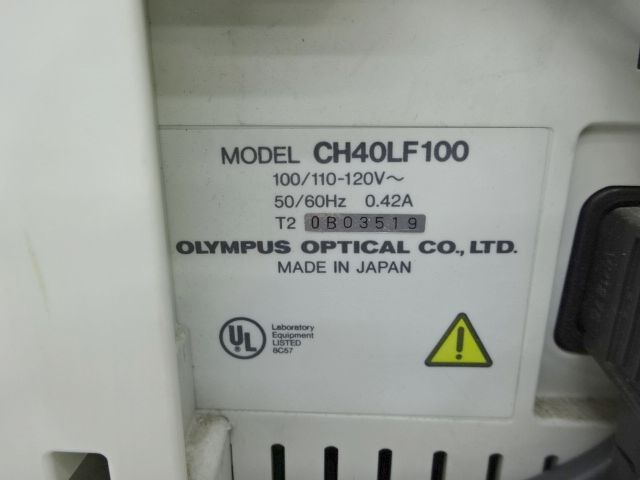 MODEL CH40LF100
100/110-120V～
50/60Hz 0.42A
T2 0B03519
OLYMPUS OPTICAL CO., LTD.
MADE IN JAPAN
UL
Laboratory
Equipment
LISTED
8C57